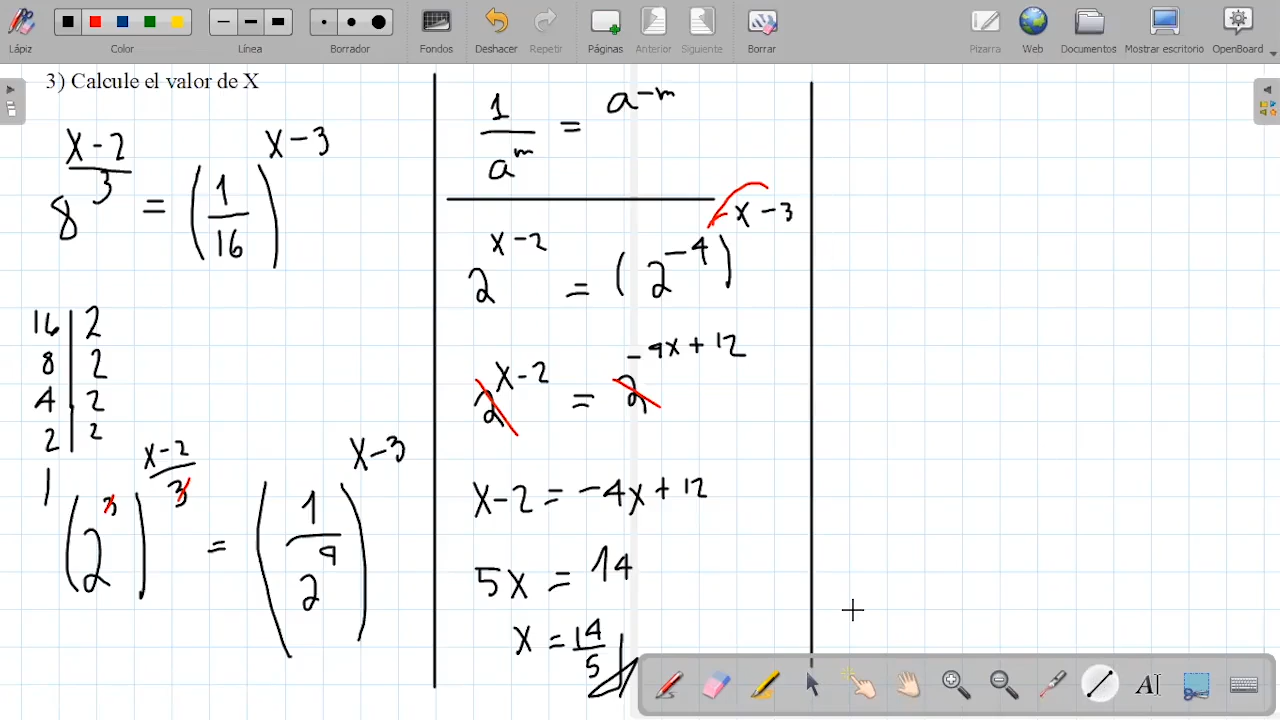 Lápiz
Color
Línea
Borrador
Fondos
Deshacer
Repetir
Páginas
Anterior
Siguiente
Borrar
Pizarra
Web
Documentos
Mostrar escritorio
OpenBoard
3) Calcule el valor de X
8^((x-2)/3) = (1/16)^(x-3)
16 | 2
8 | 2
4 | 2
2 | 2
1
(2^3)^((x-2)/3) = (1/2^4)^(x-3)
1/a^m = a^-m
2^(x-2) = (2^-4)^(x-3)
2^(x-2) = 2^(-4x+12)
x-2 = -4x+12
5x = 14
x = 14/5